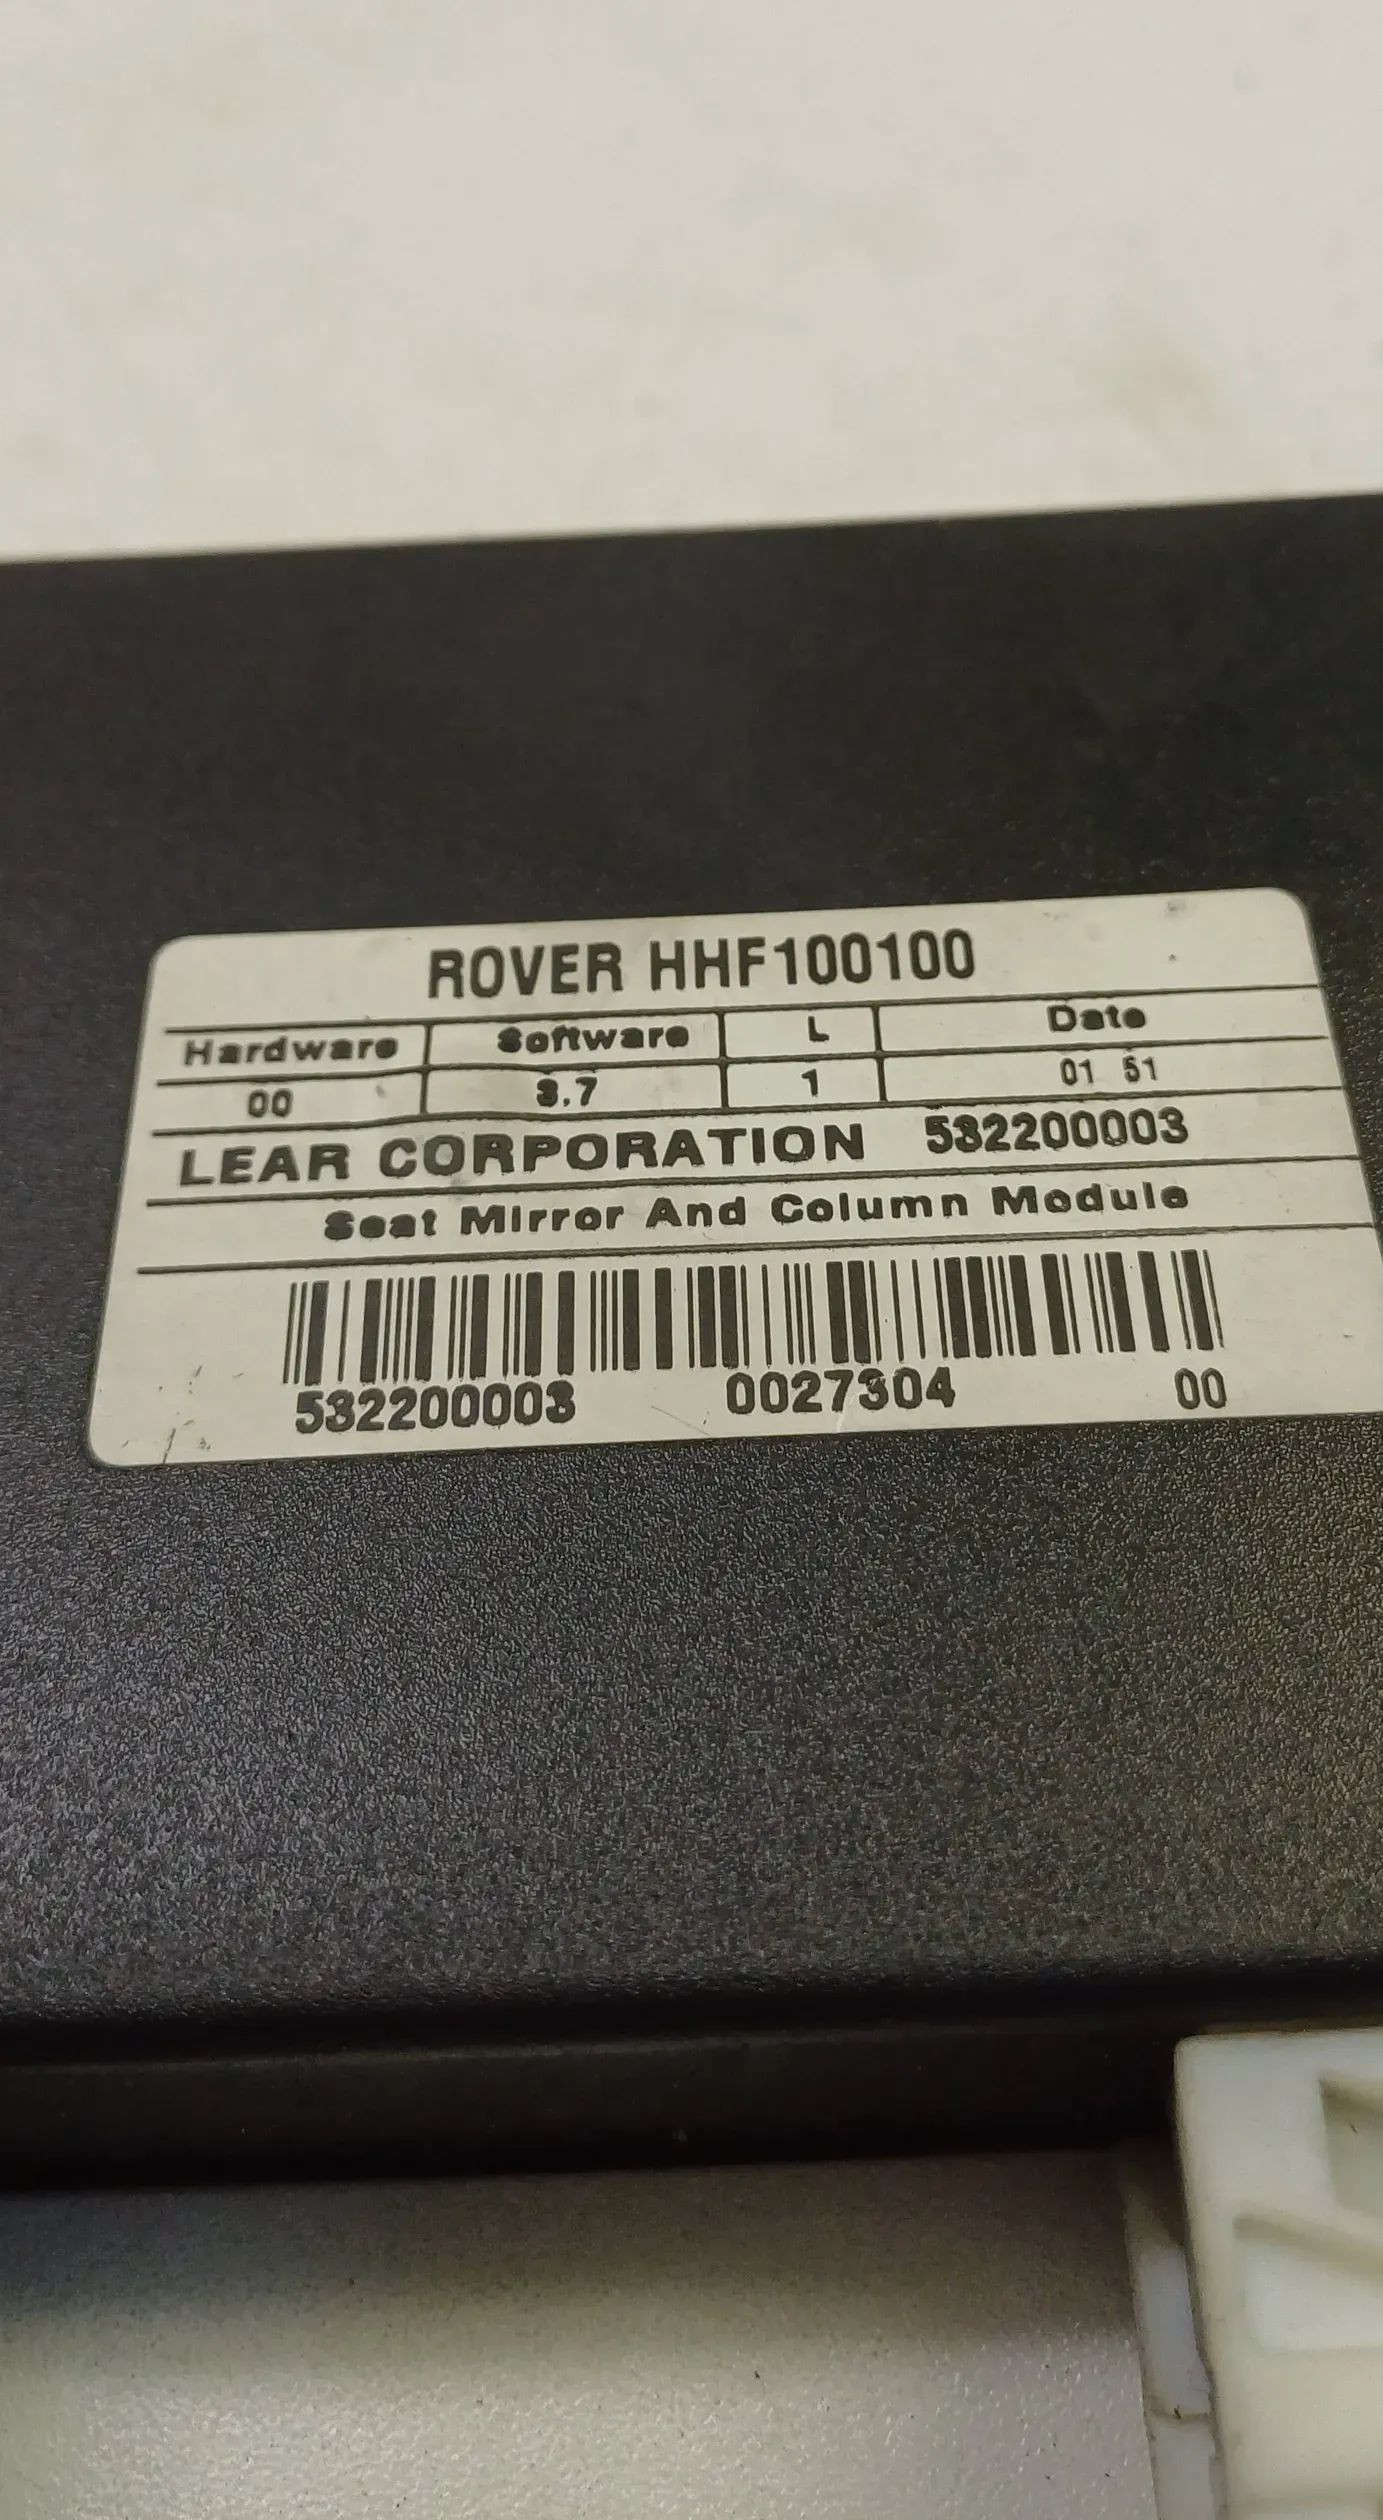 ROVER HHF100100
Hardware Software L Date
00 3.7 1 01 51
LEAR CORPORATION 532200003
Seat Mirror And Column Module
532200003 0027304 00